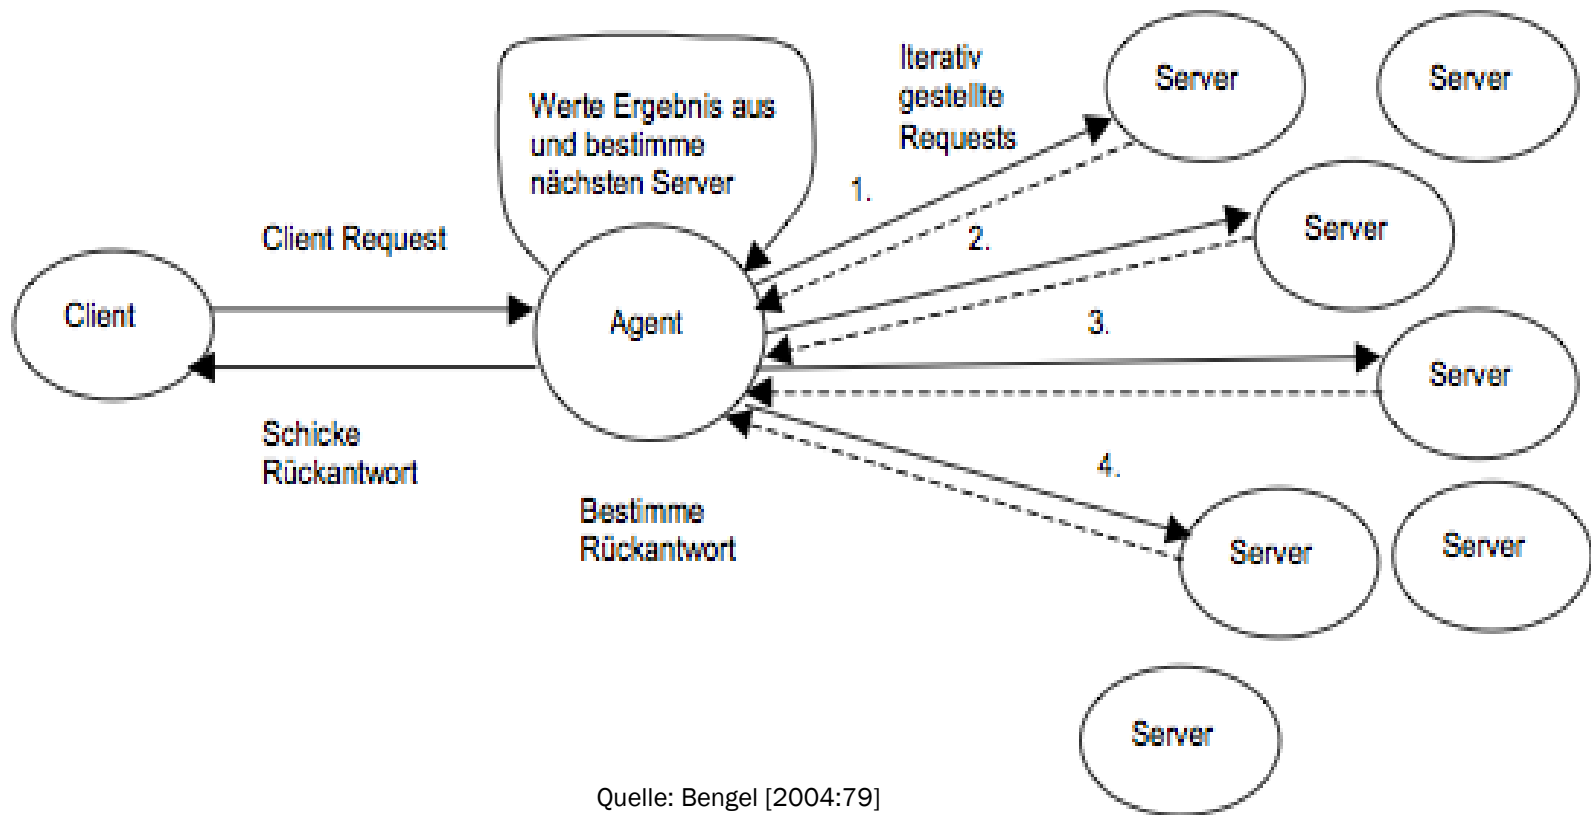 Werte Ergebnis aus
und bestimme
nächsten Server
Iterativ
gestellte
Requests
Server
Server
1.
Client Request
2.
Server
Client
Agent
3.
Server
Schicke
Rückantwort
4.
Bestimme
Rückantwort
Server
Server
Server
Quelle: Bengel [2004:79]